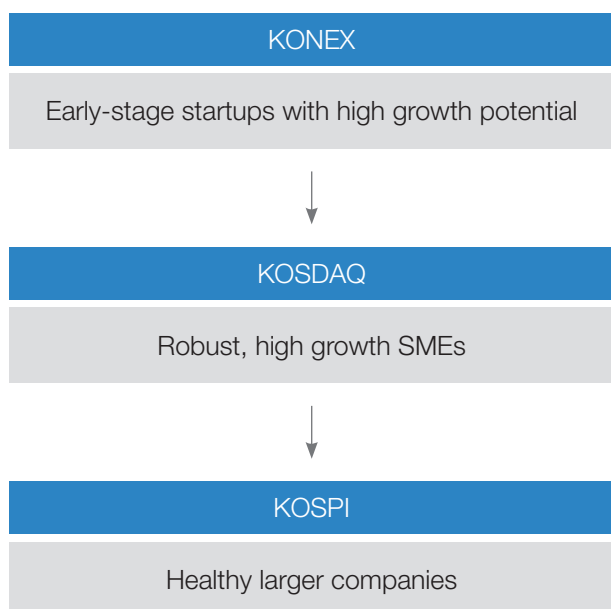 KONEX
Early-stage startups with high growth potential
KOSDAQ
Robust, high growth SMEs
KOSPI
Healthy larger companies